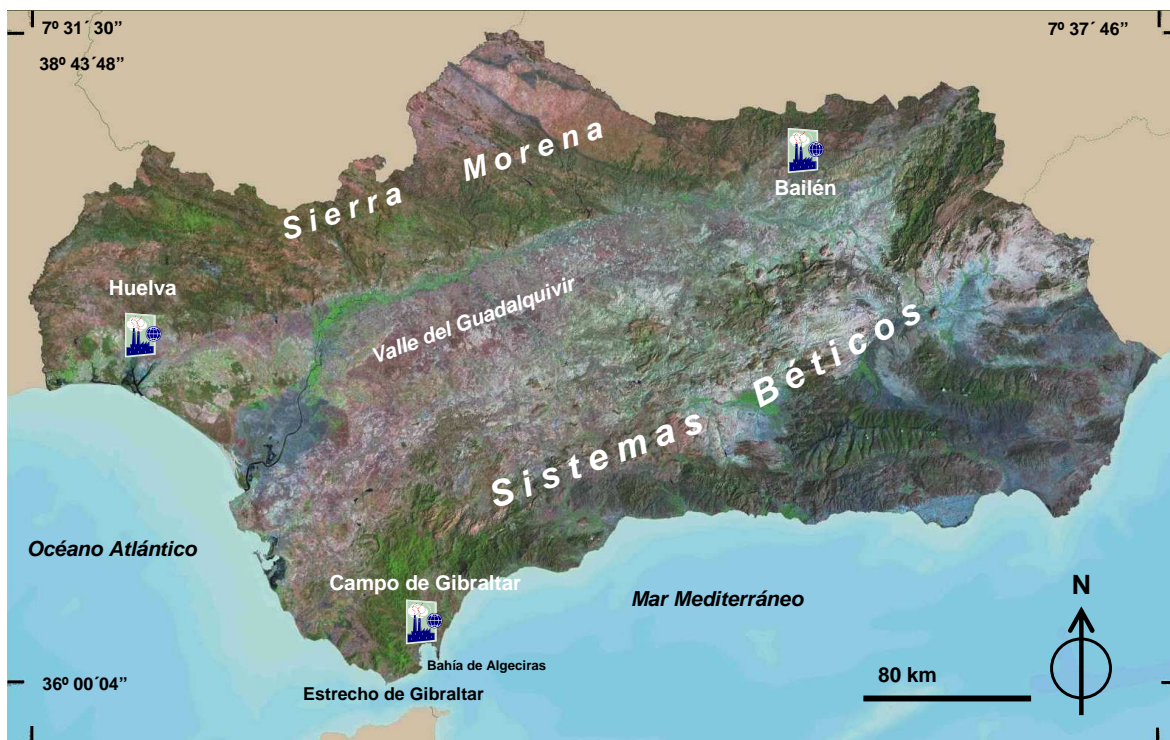 7º 31´ 30”
7º 37´ 46”
38º 43´48”
Sierra Morena
Bailén
Huelva
Valle del Guadalquivir
Sistemas Béticos
Océano Atlántico
Campo de Gibraltar
Mar Mediterráneo
N
Bahía de Algeciras
80 km
36º 00´04”
Estrecho de Gibraltar